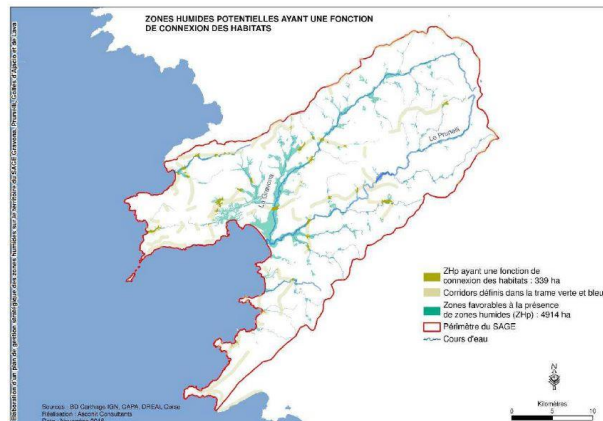 ZONES HUMIDES POTENTIELLES AYANT UNE FONCTION
DE CONNEXION DES HABITATS
Le Prunelli
La Gravona
ZHp ayant une fonction de
connexion des habitats : 339 ha
Corridors définis dans la trame verte et bleu
Zones favorables à la présence
de zones humides (ZHp) : 4914 ha
Périmètre du SAGE
Cours d'eau
N
Kilomètres
0 5 10
Sources : BD Carthage IGN, CAPA, DREAL Corse
Réalisation : Asconit Consultants